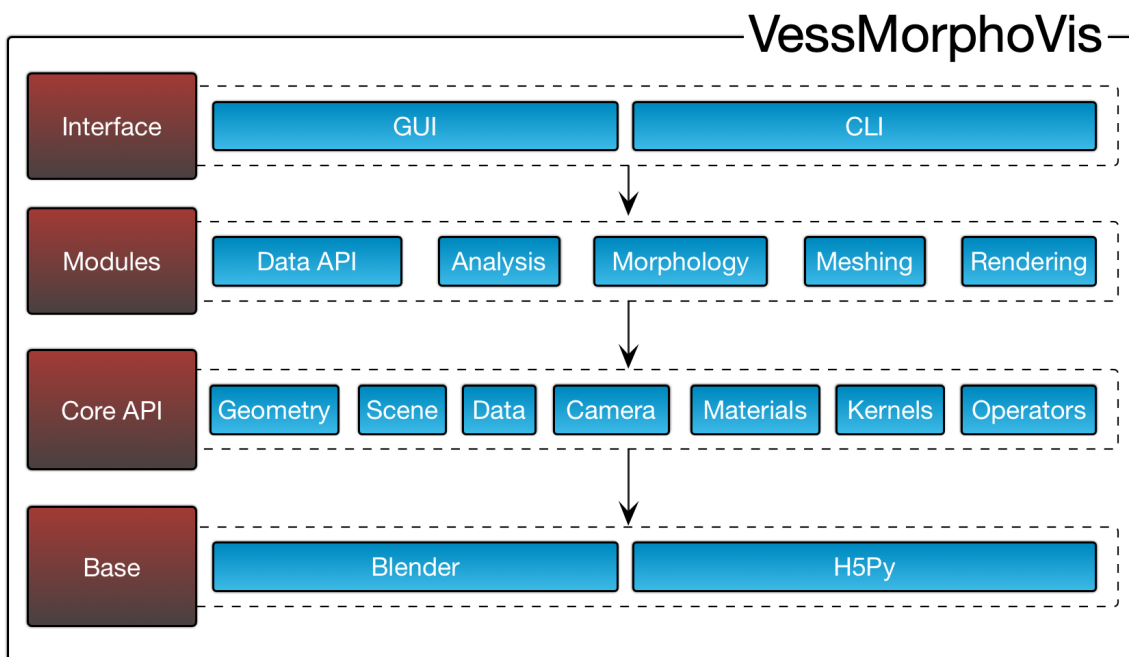 VessMorphoVis
Interface
GUI
CLI
Modules
Data API
Analysis
Morphology
Meshing
Rendering
Core API
Geometry
Scene
Data
Camera
Materials
Kernels
Operators
Base
Blender
H5Py